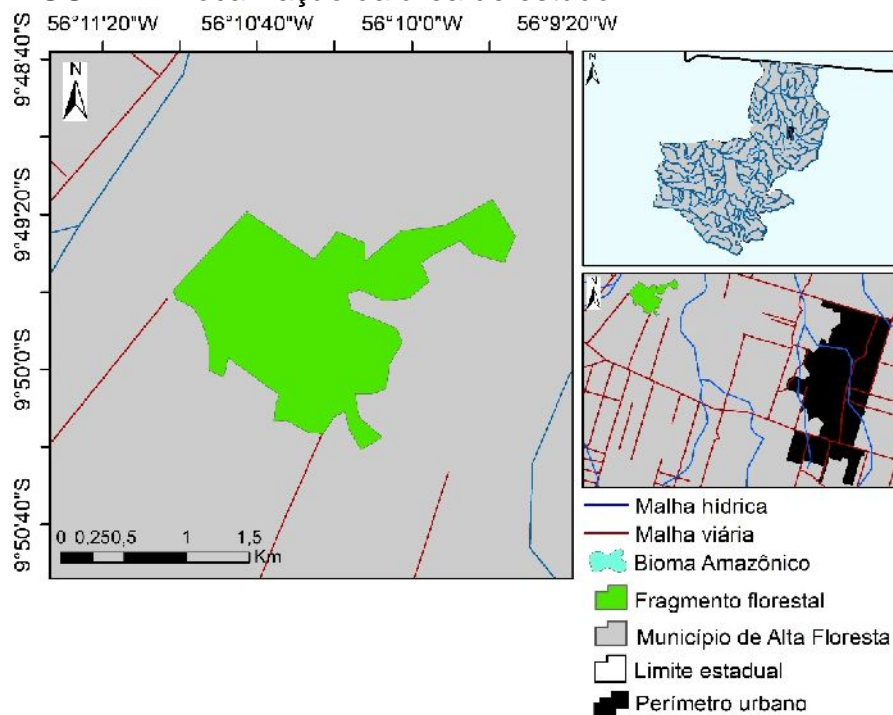 56°11'20"W 56°10'40"W 56°10'0"W 56°9'20"W
9°48'40"S
9°49'20"S
9°50'0"S
9°50'40"S
N
0 0,250,5 1 1,5
Km
N
N
Malha hídrica
Malha viária
Bioma Amazônico
Fragmento florestal
Município de Alta Floresta
Limite estadual
Perímetro urbano